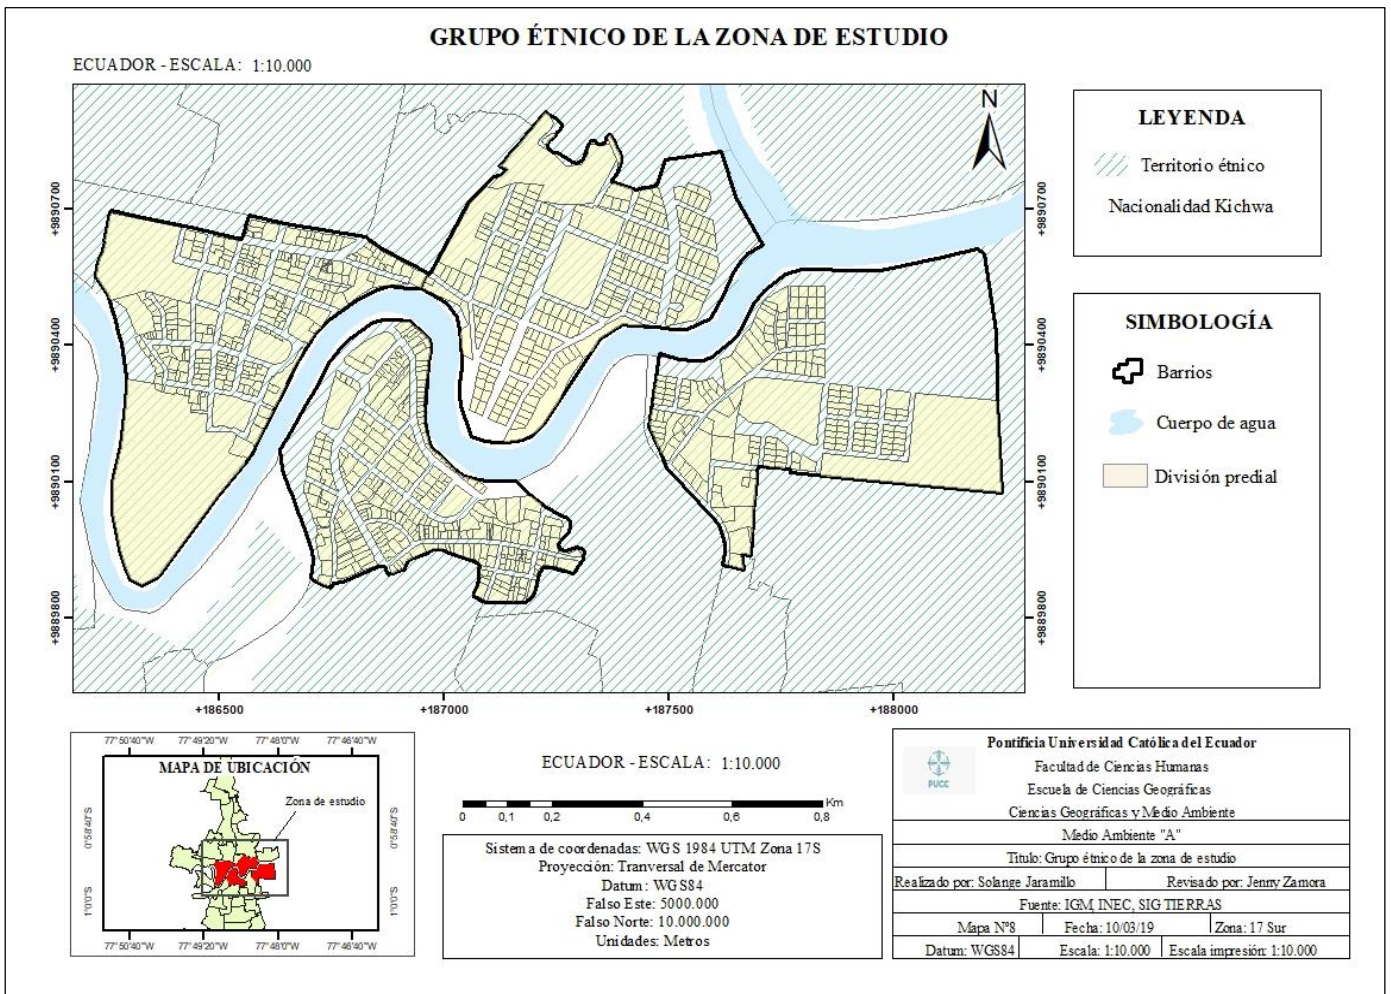 GRUPO ÉTNICO DE LA ZONA DE ESTUDIO
ECUADOR - ESCALA: 1:10.000
N
+9890700
+9890400
+9890100
+9889800
+9890700
+9890400
+9890100
+9889800
+186500
+187000
+187500
+188000
LEYENDA
Territorio étnico
Nacionalidad Kichwa
SIMBOLOGÍA
Barrios
Cuerpo de agua
División predial
77°50'40"W
77°49'20"W
77°48'0"W
77°46'40"W
MAPA DE UBICACIÓN
Zona de estudio
0°58'40"S
1°0'0"S
0°58'40"S
1°0'0"S
77°50'40"W
77°49'20"W
77°48'0"W
77°46'40"W
ECUADOR - ESCALA: 1:10.000
Km
0
0,1
0,2
0,4
0,6
0,8
Sistema de coordenadas: WGS 1984 UTM Zona 17S
Proyección: Tranversal de Mercator
Datum: WGS84
Falso Este: 5000.000
Falso Norte: 10.000.000
Unidades: Metros
PUCE
Pontificia Universidad Católica del Ecuador
Facultad de Ciencias Humanas
Escuela de Ciencias Geográficas
Ciencias Geográficas y Medio Ambiente
Medio Ambiente "A"
Titulo: Grupo étnico de la zona de estudio
Realizado por: Solange Jaramillo
Revisado por: Jenny Zamora
Fuente: IGM, INEC, SIG TIERRAS
Mapa N°8
Fecha: 10/03/19
Zona: 17 Sur
Datum: WGS84
Escala: 1:10.000
Escala impresión: 1:10.000